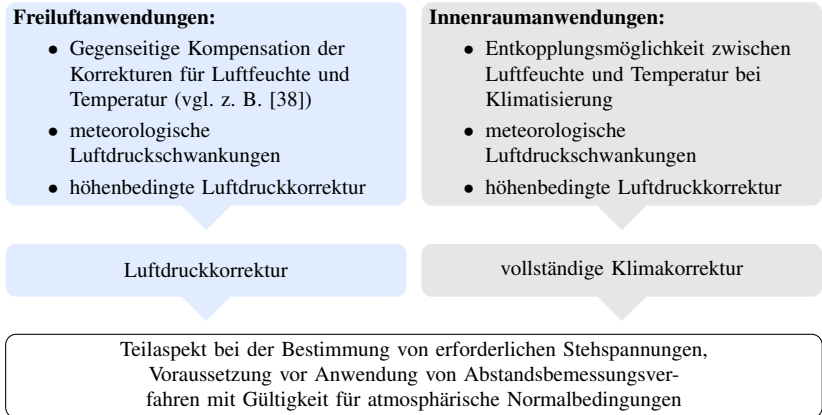 Freiluftanwendungen:
• Gegenseitige Kompensation der
Korrekturen für Luftfeuchte und
Temperatur (vgl. z. B. [38])
• meteorologische
Luftdruckschwankungen
• höhenbedingte Luftdruckkorrektur
Luftdruckkorrektur
Innenraumanwendungen:
• Entkopplungsmöglichkeit zwischen
Luftfeuchte und Temperatur bei
Klimatisierung
• meteorologische
Luftdruckschwankungen
• höhenbedingte Luftdruckkorrektur
vollständige Klimakorrektur
Teilaspekt bei der Bestimmung von erforderlichen Stehspannungen,
Voraussetzung vor Anwendung von Abstandsbemessungsver-
fahren mit Gültigkeit für atmosphärische Normalbedingungen